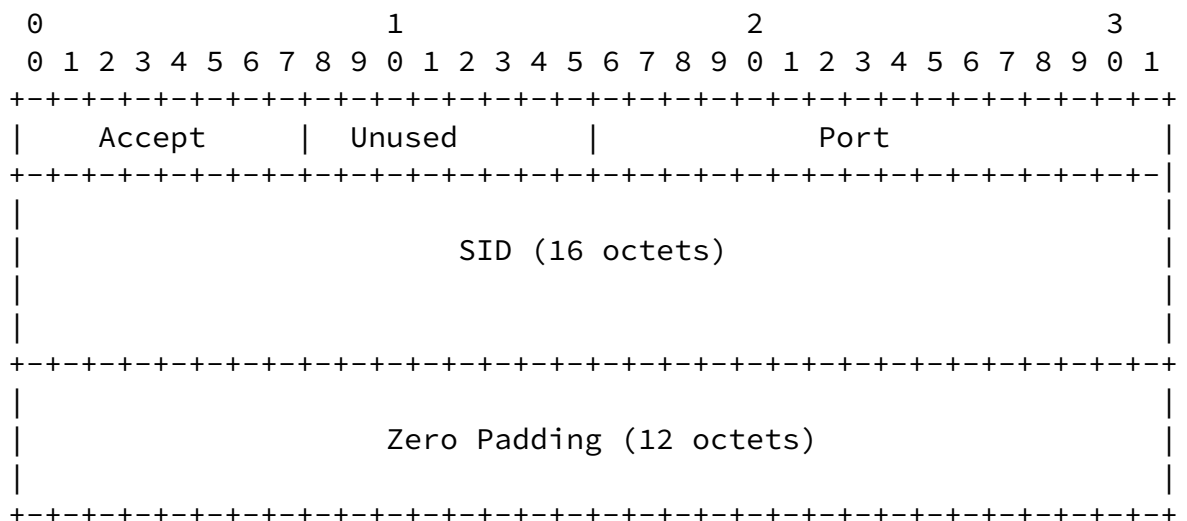 0                   1                   2                   3
0 1 2 3 4 5 6 7 8 9 0 1 2 3 4 5 6 7 8 9 0 1 2 3 4 5 6 7 8 9 0 1
+-+-+-+-+-+-+-+-+-+-+-+-+-+-+-+-+-+-+-+-+-+-+-+-+-+-+-+-+-+-+-+-+
|    Accept     |  Unused       |            Port               |
+-+-+-+-+-+-+-+-+-+-+-+-+-+-+-+-+-+-+-+-+-+-+-+-+-+-+-+-+-+-+-+-|
|                                                               |
|                        SID (16 octets)                        |
|                                                               |
|                                                               |
+-+-+-+-+-+-+-+-+-+-+-+-+-+-+-+-+-+-+-+-+-+-+-+-+-+-+-+-+-+-+-+-+
|                                                               |
|                    Zero Padding (12 octets)                   |
|                                                               |
+-+-+-+-+-+-+-+-+-+-+-+-+-+-+-+-+-+-+-+-+-+-+-+-+-+-+-+-+-+-+-+-+